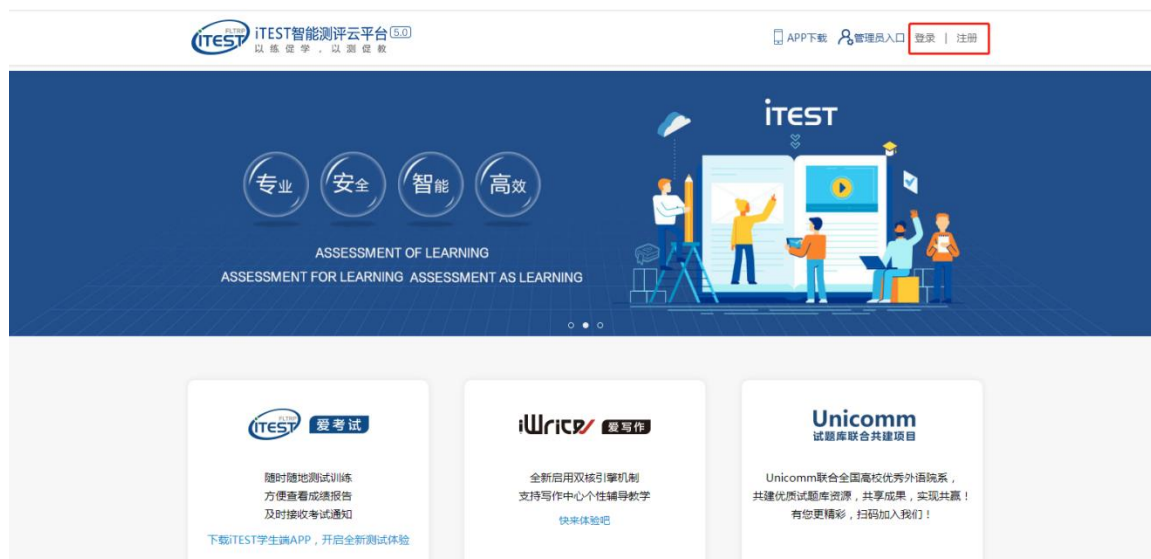 FLTRP
iTEST
iTEST智能测评云平台 5.0
以练促学，以测促教
APP下载 管理员入口 登录 | 注册
iTEST
专业 安全 智能 高效
ASSESSMENT OF LEARNING
ASSESSMENT FOR LEARNING ASSESSMENT AS LEARNING
FLTRP
iTEST 爱考试
随时随地测试训练
方便查看成绩报告
及时接收考试通知
下载iTEST学生端APP，开启全新测试体验
iWrite 爱写作
全新启用双核引擎机制
支持写作中心个性辅导教学
快来体验吧
Unicomm
试题库联合共建项目
Unicomm联合全国高校优秀外语院系，
共建优质试题库资源，共享成果，实现共赢！
有您更精彩，扫码加入我们！